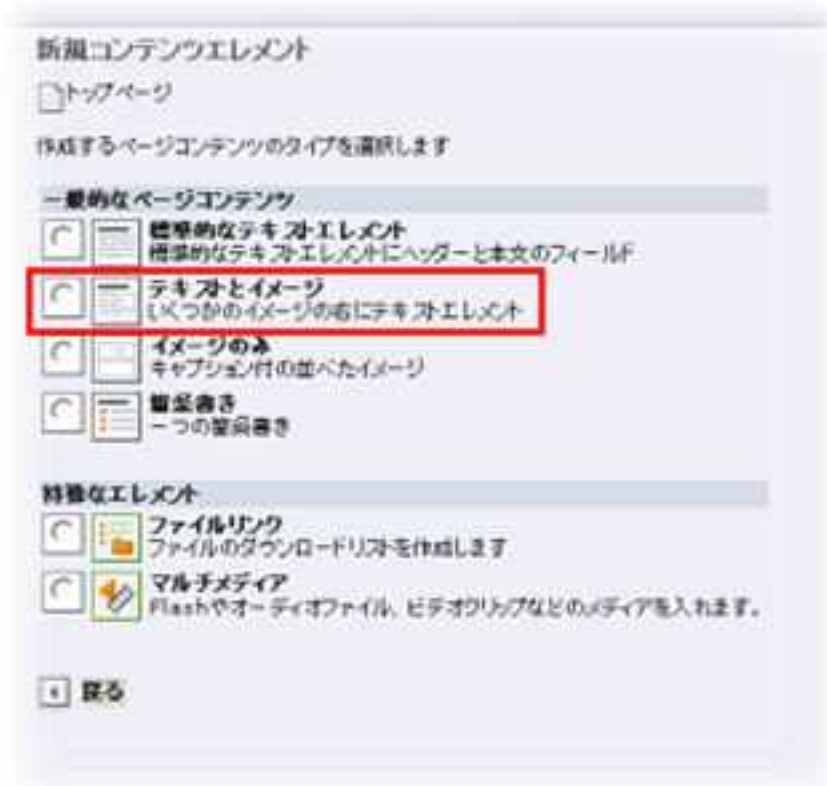 新規コンテンツエレメント
トップページ
作成するページコンテンツのタイプを選択します
一般的なページコンテンツ
標準的なテキストエレメント
標準的なテキストエレメントにヘッダーと本文のフィールド
テキストとイメージ
いくつかのイメージの右にテキストエレメント
イメージのみ
キャプション付の並べたイメージ
箇条書き
一つの箇条書き
特殊なエレメント
ファイルリンク
ファイルのダウンロードリストを作成します
マルチメディア
Flashやオーディオファイル、ビデオクリップなどのメディアを入れます。
戻る